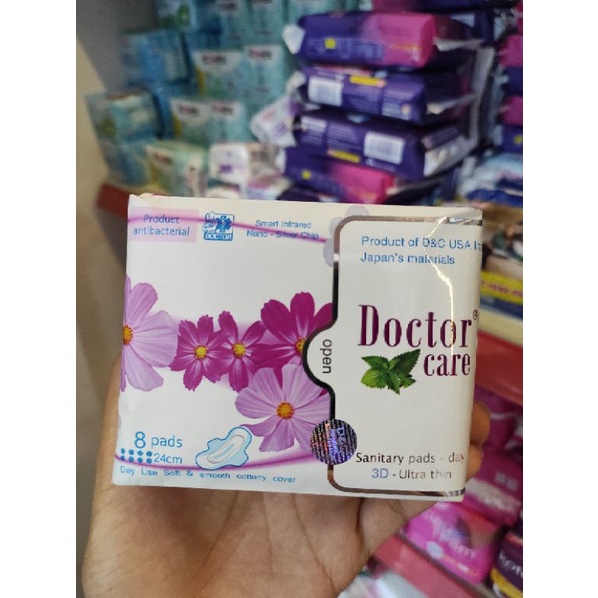 Product
antibacterial
DOCTOR
Smart infrared
Nano - Silver Chip
Product of D&C USA
Japan's materials
open
Doctor
care
8 pads
24cm
D&C
Day Use Soft & smooth cottony cover
Sanitary pads - day
3D - Ultra thin